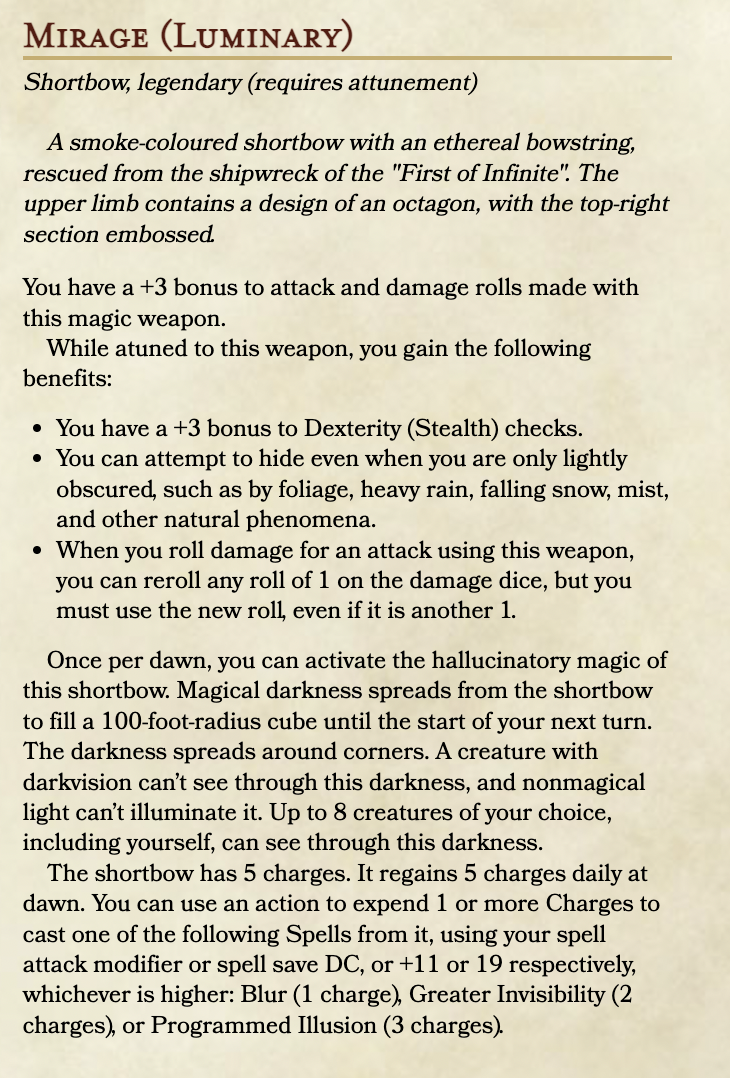 Mirage (Luminary)
Shortbow, legendary (requires attunement)
A smoke-coloured shortbow with an ethereal bowstring,
rescued from the shipwreck of the "First of Infinite". The
upper limb contains a design of an octagon, with the top-right
section embossed.
You have a +3 bonus to attack and damage rolls made with
this magic weapon.
While atuned to this weapon, you gain the following
benefits:
• You have a +3 bonus to Dexterity (Stealth) checks.
• You can attempt to hide even when you are only lightly
obscured, such as by foliage, heavy rain, falling snow, mist,
and other natural phenomena.
• When you roll damage for an attack using this weapon,
you can reroll any roll of 1 on the damage dice, but you
must use the new roll, even if it is another 1.
Once per dawn, you can activate the hallucinatory magic of
this shortbow. Magical darkness spreads from the shortbow
to fill a 100-foot-radius cube until the start of your next turn.
The darkness spreads around corners. A creature with
darkvision can't see through this darkness, and nonmagical
light can't illuminate it. Up to 8 creatures of your choice,
including yourself, can see through this darkness.
The shortbow has 5 charges. It regains 5 charges daily at
dawn. You can use an action to expend 1 or more Charges to
cast one of the following Spells from it, using your spell
attack modifier or spell save DC, or +11 or 19 respectively,
whichever is higher: Blur (1 charge), Greater Invisibility (2
charges), or Programmed Illusion (3 charges).